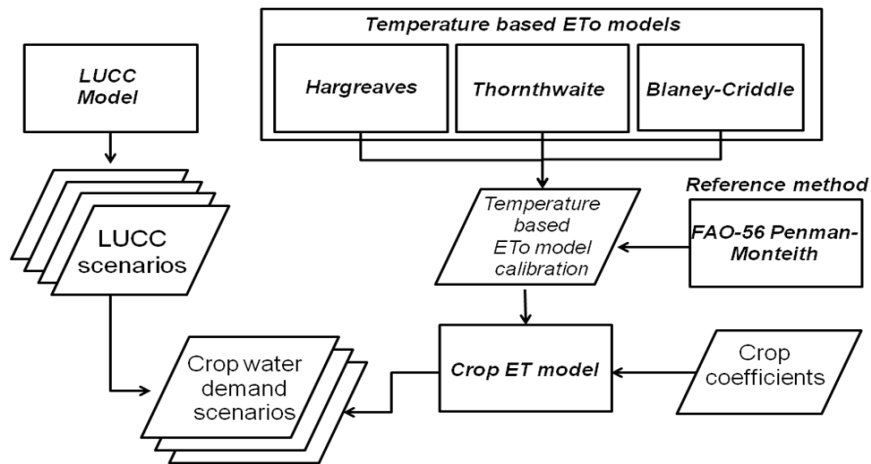 Temperature based ETo models
LUCC
Model
Hargreaves
Thornthwaite
Blaney-Criddle
LUCC
scenarios
Temperature
based
ETo model
calibration
Reference method
FAO-56 Penman-
Monteith
Crop water
demand
scenarios
Crop ET model
Crop
coefficients